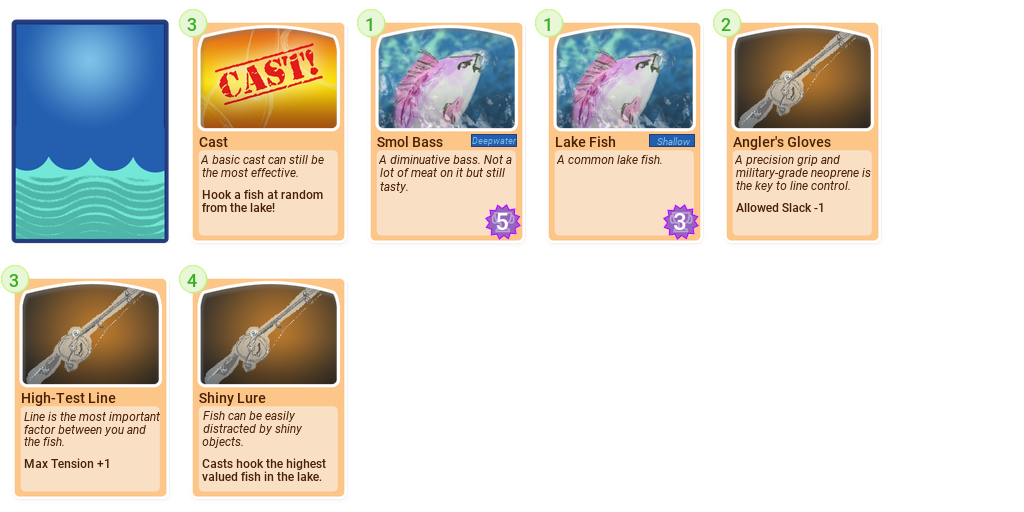 3
CAST!
Cast
A basic cast can still be
the most effective.
Hook a fish at random
from the lake!
1
Smol Bass
Deepwater
A diminuative bass. Not a
lot of meat on it but still
tasty.
5
1
Lake Fish
Shallow
A common lake fish.
3
2
Angler's Gloves
A precision grip and
military-grade neoprene is
the key to line control.
Allowed Slack -1
3
High-Test Line
Line is the most important
factor between you and
the fish.
Max Tension +1
4
Shiny Lure
Fish can be easily
distracted by shiny
objects.
Casts hook the highest
valued fish in the lake.